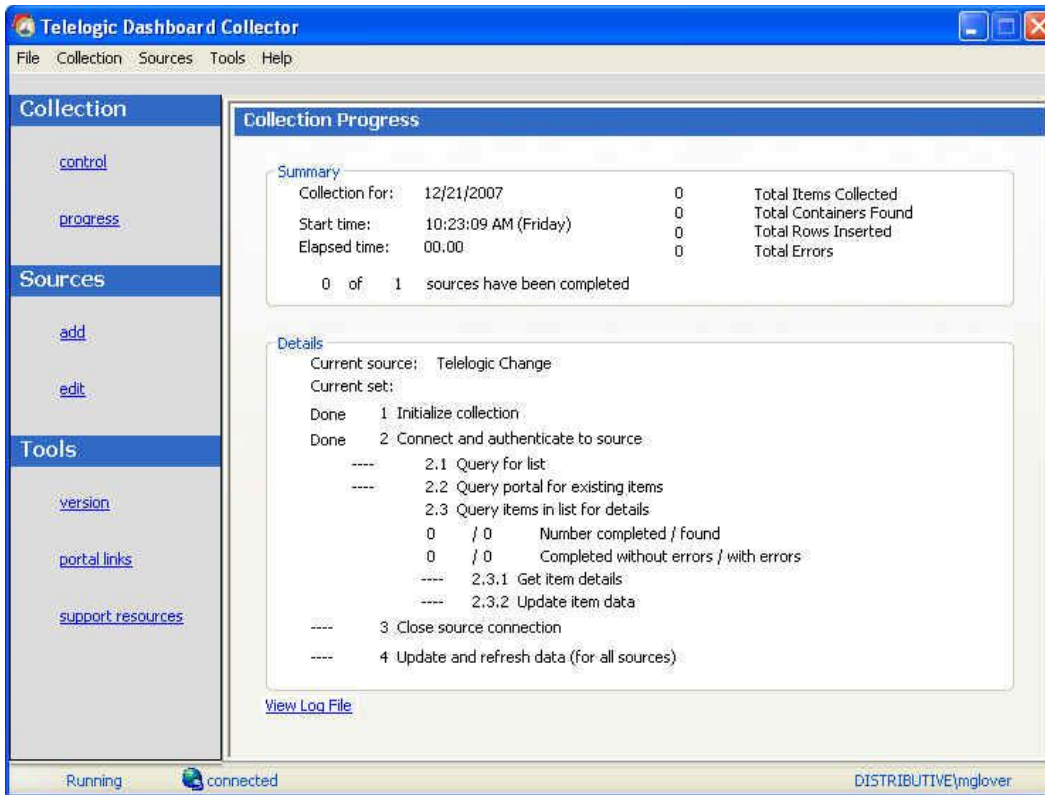 Telelogic Dashboard Collector
File Collection Sources Tools Help
Collection
control
progress
Sources
add
edit
Tools
version
portal links
support resources
Collection Progress
Summary
Collection for: 12/21/2007 0 Total Items Collected
0 Total Containers Found
Start time: 10:23:09 AM (Friday) 0 Total Rows Inserted
Elapsed time: 00.00 0 Total Errors
0 of 1 sources have been completed
Details
Current source: Telelogic Change
Current set:
Done 1 Initialize collection
Done 2 Connect and authenticate to source
---- 2.1 Query for list
---- 2.2 Query portal for existing items
2.3 Query items in list for details
0 / 0 Number completed / found
0 / 0 Completed without errors / with errors
---- 2.3.1 Get item details
---- 2.3.2 Update item data
---- 3 Close source connection
---- 4 Update and refresh data (for all sources)
View Log File
Running connected DISTRIBUTIVE\mglover